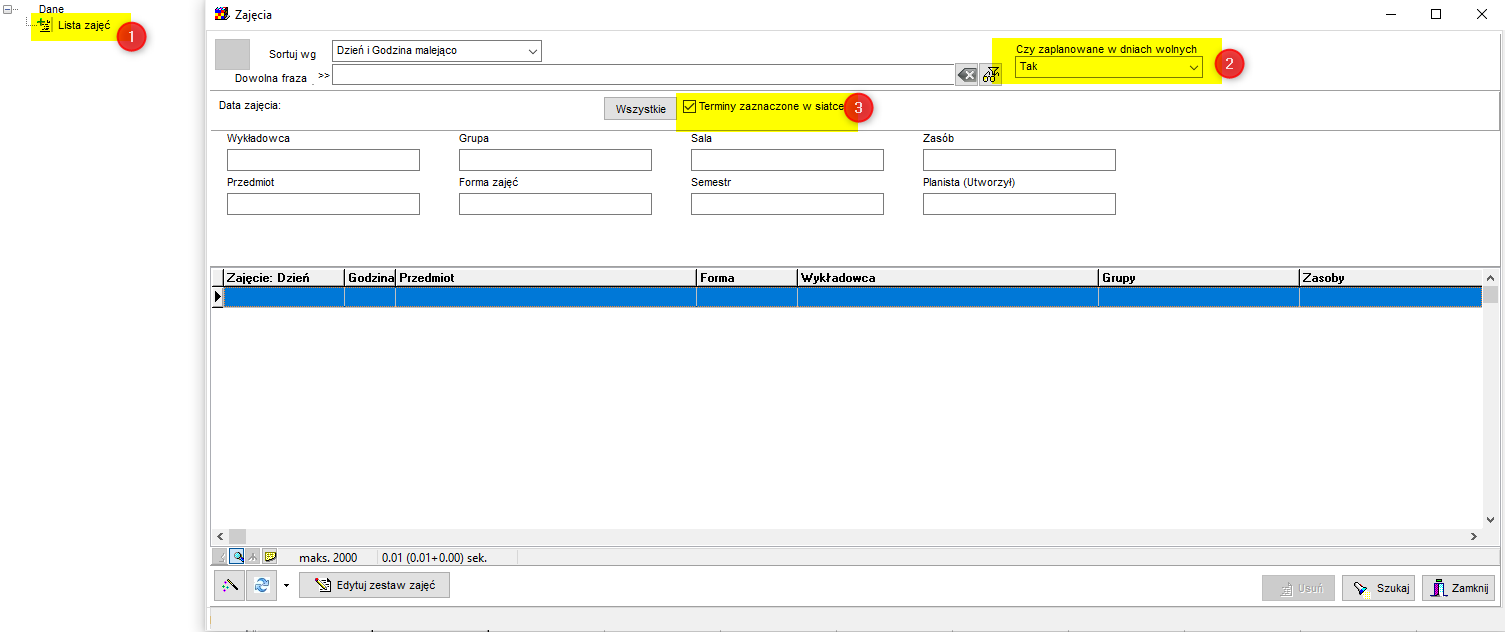 Dane
Lista zajęć
1
Zajęcia
Sortuj wg
Dzień i Godzina malejąco
Czy zaplanowane w dniach wolnych
Tak
2
Dowolna fraza >>
Data zajęcia:
Wszystkie
Terminy zaznaczone w siatce
3
Wykładowca Grupa Sala Zasób
Przedmiot Forma zajęć Semestr Planista (Utworzył)
Zajęcie: Dzień Godzina Przedmiot Forma Wykładowca Grupy Zasoby
maks. 2000 0.01 (0.01+0.00) sek.
Edytuj zestaw zajęć Usuń Szukaj Zamknij